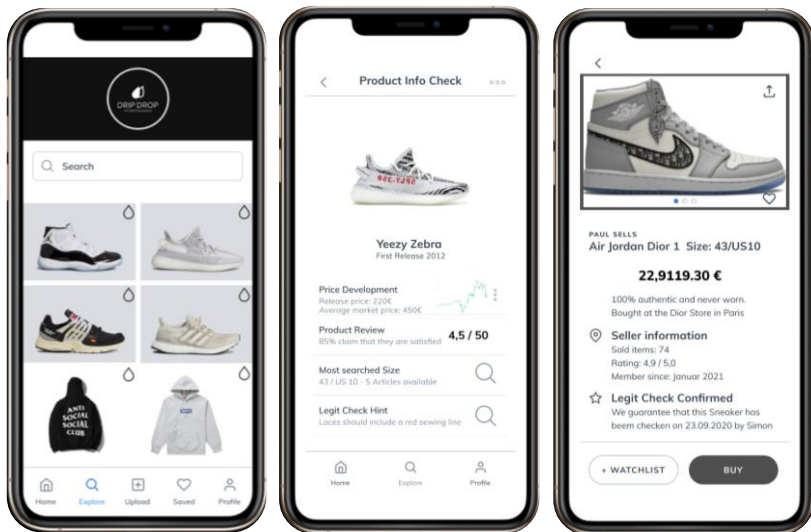 DRIP DROP
Search
ANTI
SOCIAL
SOCIAL
CLUB
Home
Explore
Upload
Saved
Profile
Product Info Check
Yeezy Zebra
First Release 2012
Price Development
Release price: 220€
Average market price: 450€
Product Review
85% claim that they are satisfied
4,5 / 50
Most searched Size
43 / US 10 - 5 Articles available
Legit Check Hint
Laces should include a red sewing line
Home
Explore
Profile
PAUL SELLS
Air Jordan Dior 1 Size: 43/US10
22,9119.30 €
100% authentic and never worn.
Bought at the Dior Store in Paris
Seller information
Sold items: 74
Rating: 4,9 / 5,0
Member since: Januar 2021
Legit Check Confirmed
We guarantee that this Sneaker has
beem checken on 23.09.2020 by Simon
+ WATCHLIST
BUY